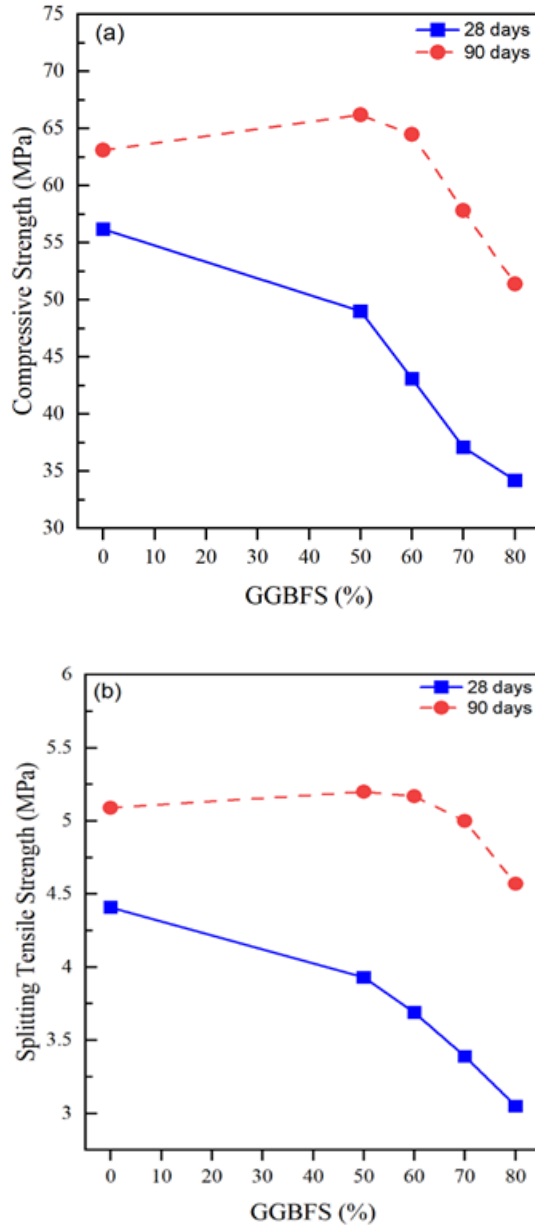 (a)
28 days
90 days
75
70
65
60
55
50
45
40
35
30
Compressive Strength (MPa)
0 10 20 30 40 50 60 70 80
GGBFS (%)
(b)
28 days
90 days
6
5.5
5
4.5
4
3.5
3
Splitting Tensile Strength (MPa)
0 10 20 30 40 50 60 70 80
GGBFS (%)